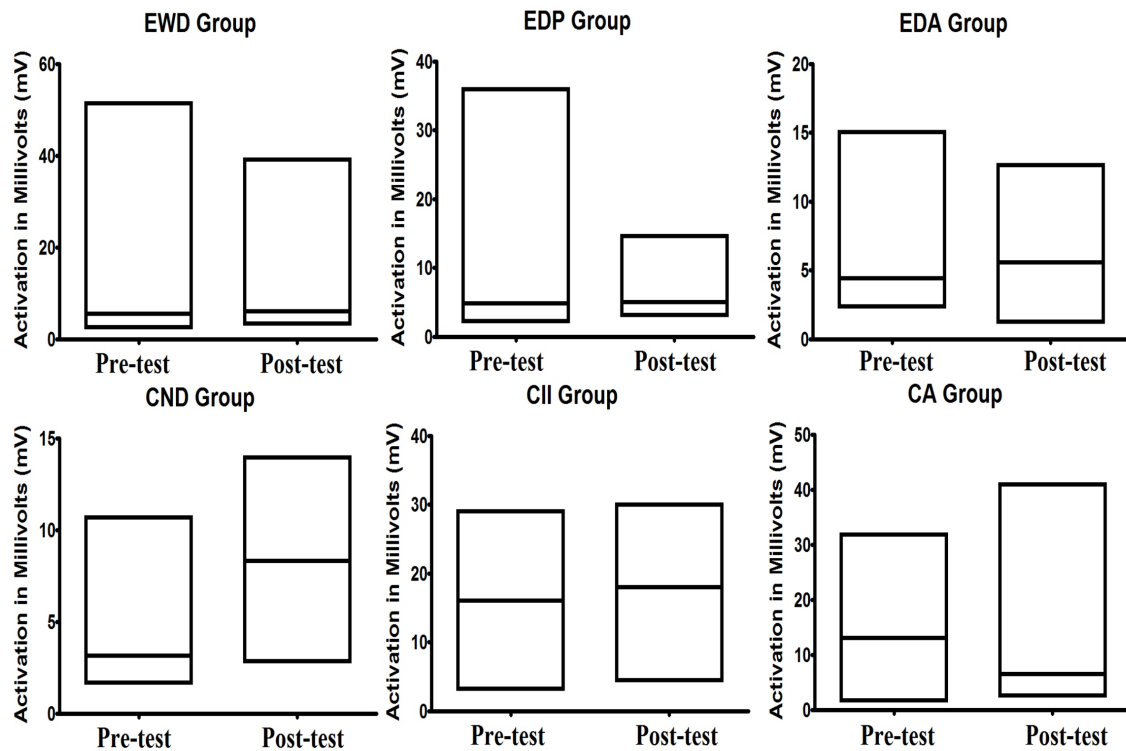 EWD Group
Activation in Millivolts (mV)
60
40
20
0
Pre-test Post-test
EDP Group
Activation in Millivolts (mV)
40
30
20
10
0
Pre-test Post-test
EDA Group
Activation in Millivolts (mV)
20
15
10
5
0
Pre-test Post-test
CND Group
Activation in Millivolts (mV)
15
10
5
0
Pre-test Post-test
CII Group
Activation in Millivolts (mV)
40
30
20
10
0
Pre-test Post-test
CA Group
Activation in Millivolts (mV)
50
40
30
20
10
0
Pre-test Post-test